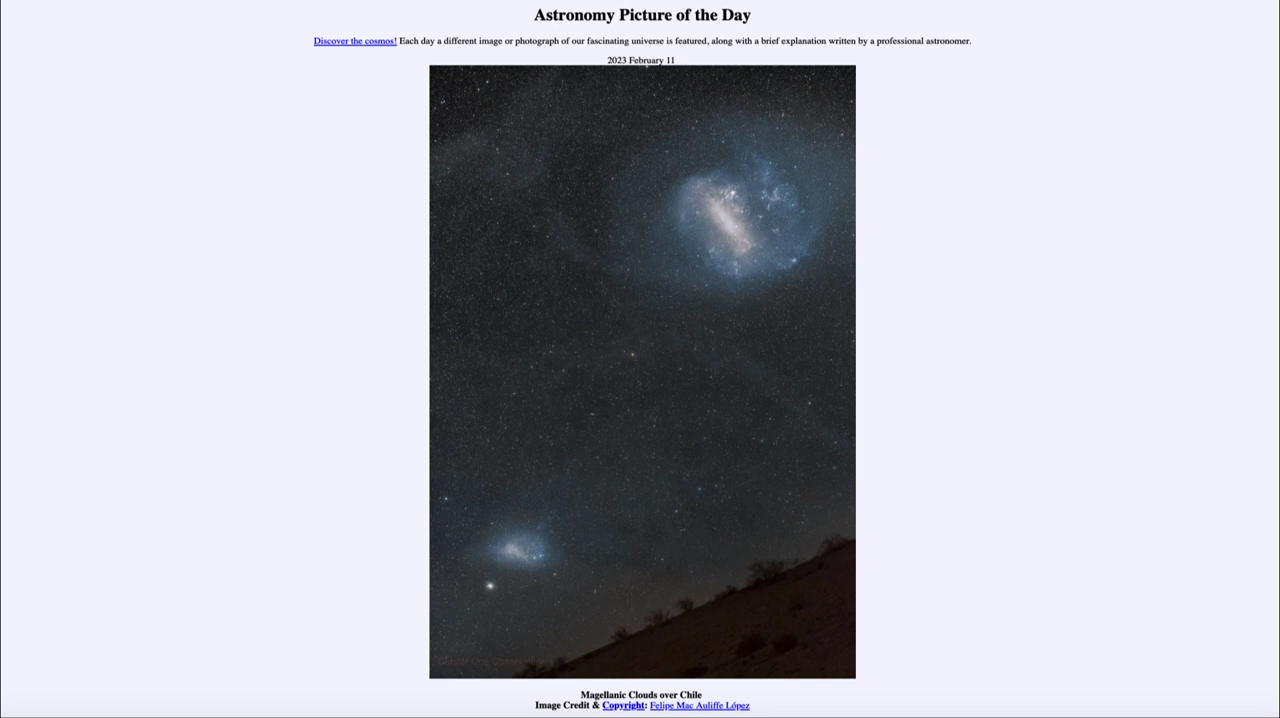 Astronomy Picture of the Day
Discover the cosmos! Each day a different image or photograph of our fascinating universe is featured, along with a brief explanation written by a professional astronomer.
2023 February 11
Magellanic Clouds over Chile
Image Credit & Copyright: Felipe Mac Auliffe López